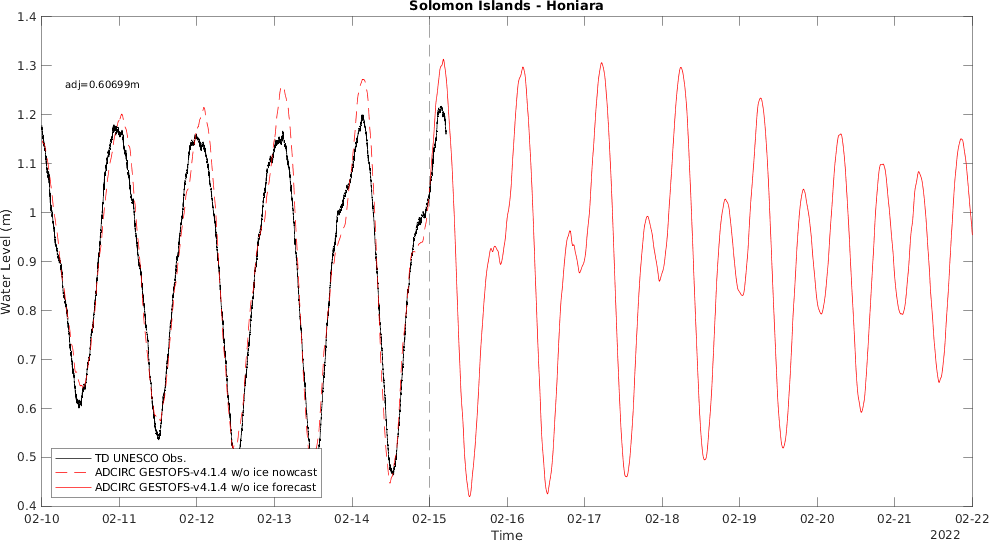 Solomon Islands - Honiara
1.4
1.3
1.2
1.1
1
0.9
0.8
0.7
0.6
0.5
0.4
Water Level (m)
adj=0.60699m
TD UNESCO Obs.
ADCIRC GESTOFS-v4.1.4 w/o ice nowcast
ADCIRC GESTOFS-v4.1.4 w/o ice forecast
02-10 02-11 02-12 02-13 02-14 02-15 02-16 02-17 02-18 02-19 02-20 02-21 02-22
Time
2022